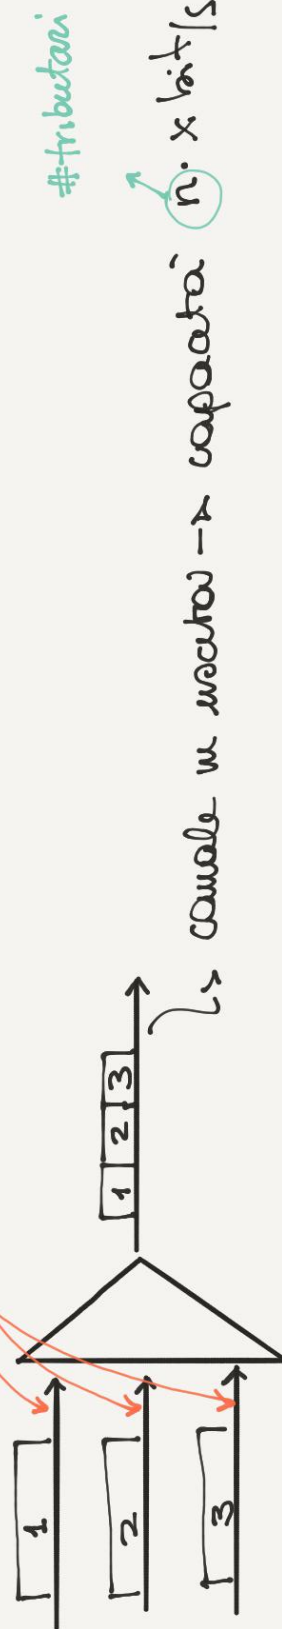 1
2
3
1 2 3
#tributari
↳ canale in uscita → capacità n · x bit/s